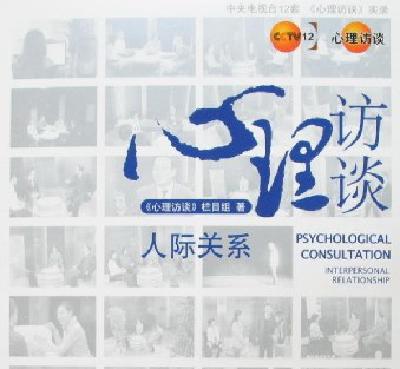 中央电视台12套 《心理访谈》实录
CCTV12 心理访谈
心理访谈
《心理访谈》栏目组 著
人际关系
PSYCHOLOGICAL
CONSULTATION
INTERPERSONAL
RELATIONSHIP